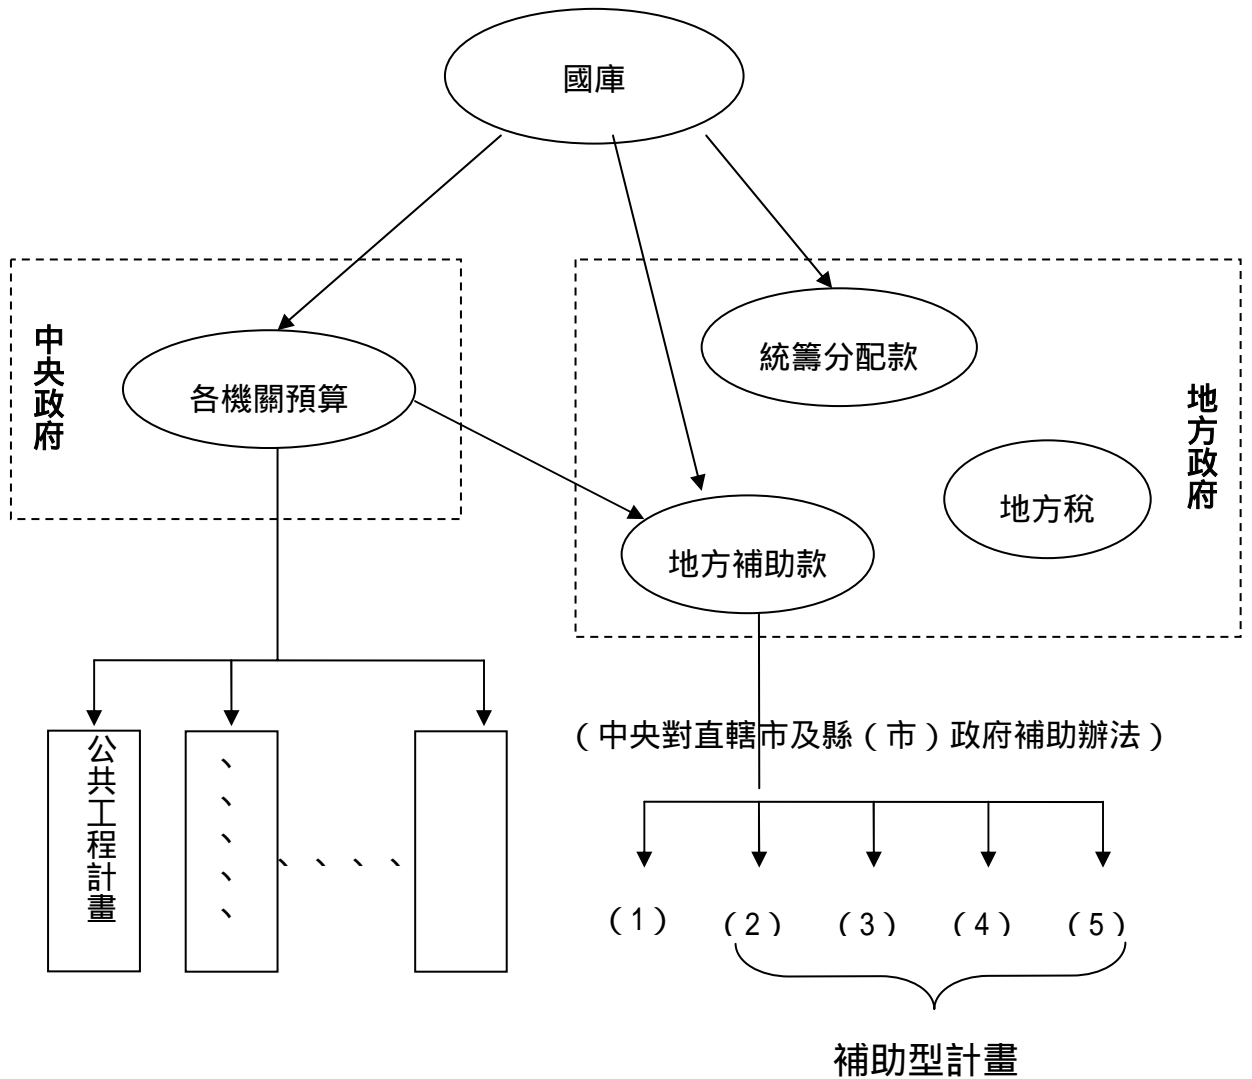 國庫
中央政府
各機關預算
統籌分配款
地方政府
地方稅
地方補助款
公共工程計畫
、、、、、
、、、、
（中央對直轄市及縣（市）政府補助辦法）
（1） （2） （3） （4） （5）
補助型計畫